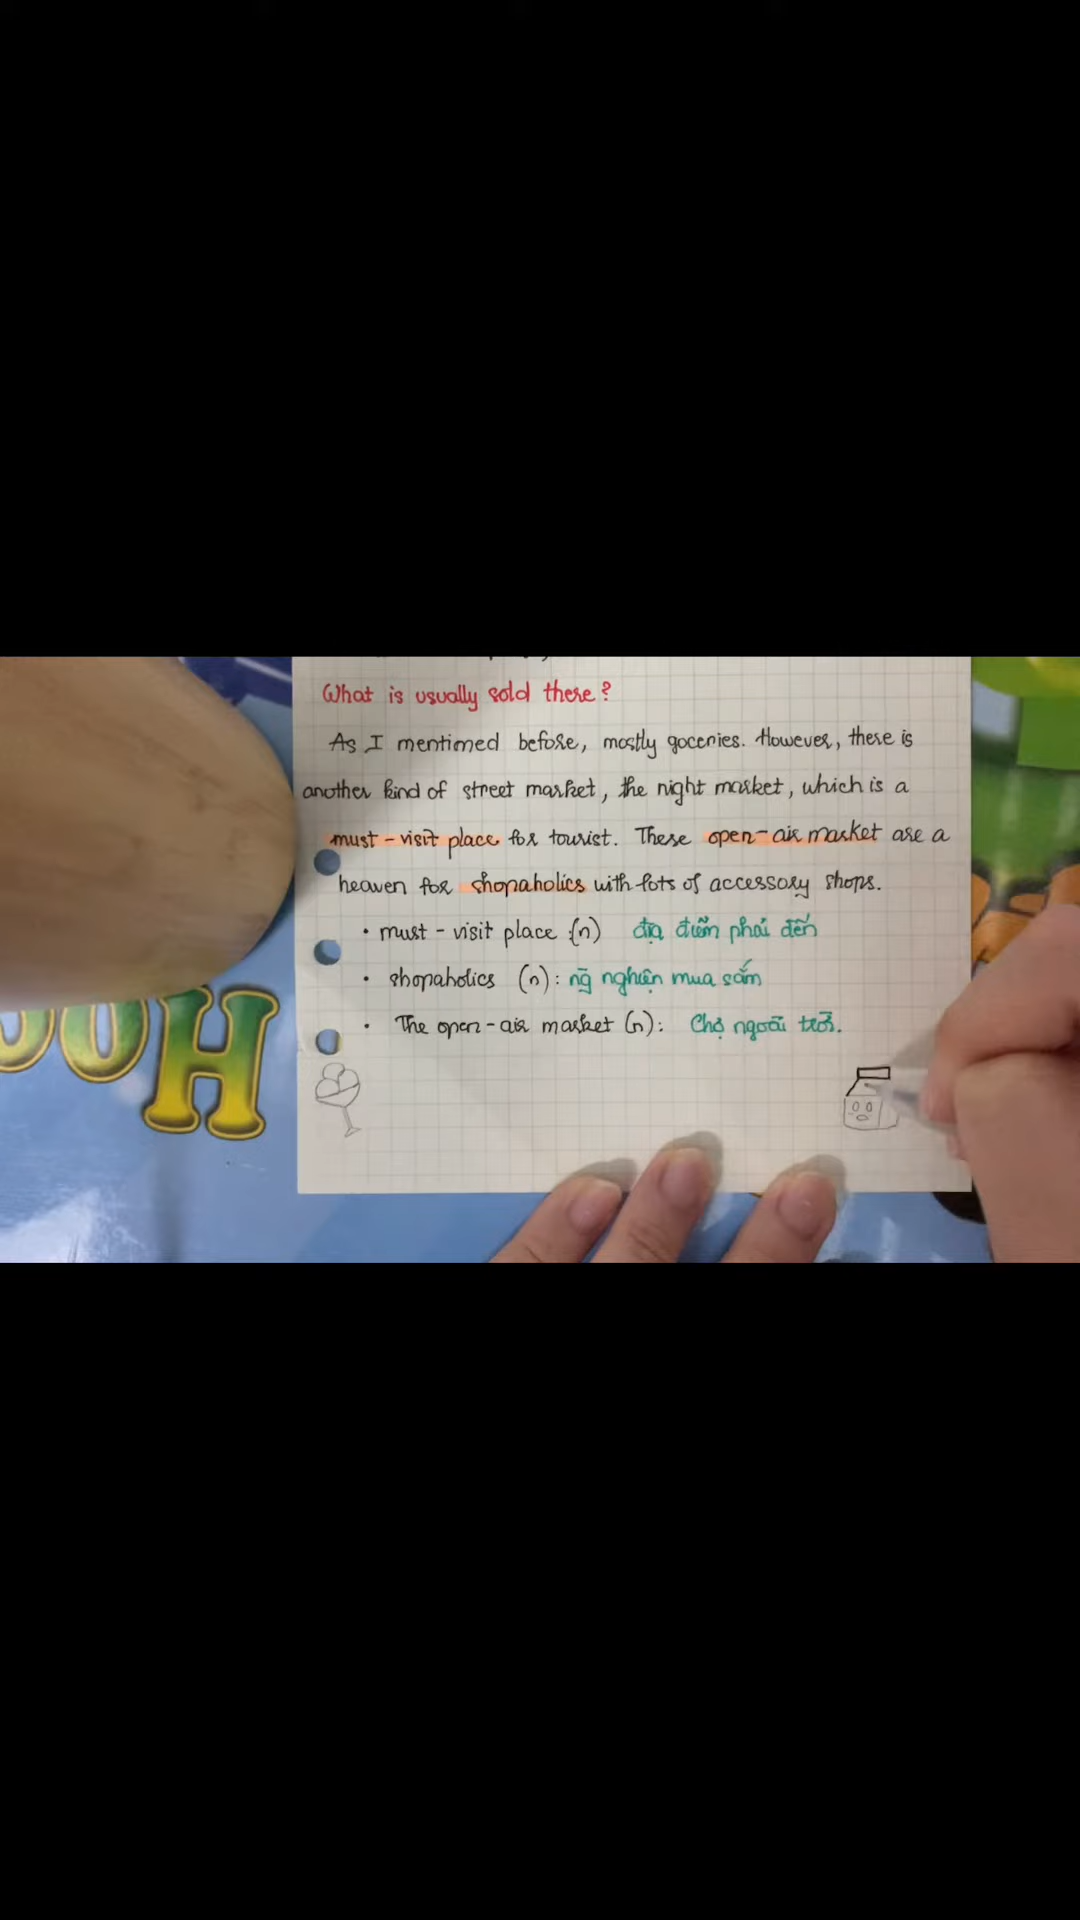 What is usually sold there?
As I mentioned before, mostly goceries. However, there is
another kind of street market, the night market, which is a
must-visit place for tourist. These open-air market are a
heaven for shopaholics with lots of accessory shops.
• must-visit place (n) địa điểm phải đến
• shopaholics (n): ng̃ nghiện mua sắm
• The open-air market (n): Chợ ngoài trời.
HOC